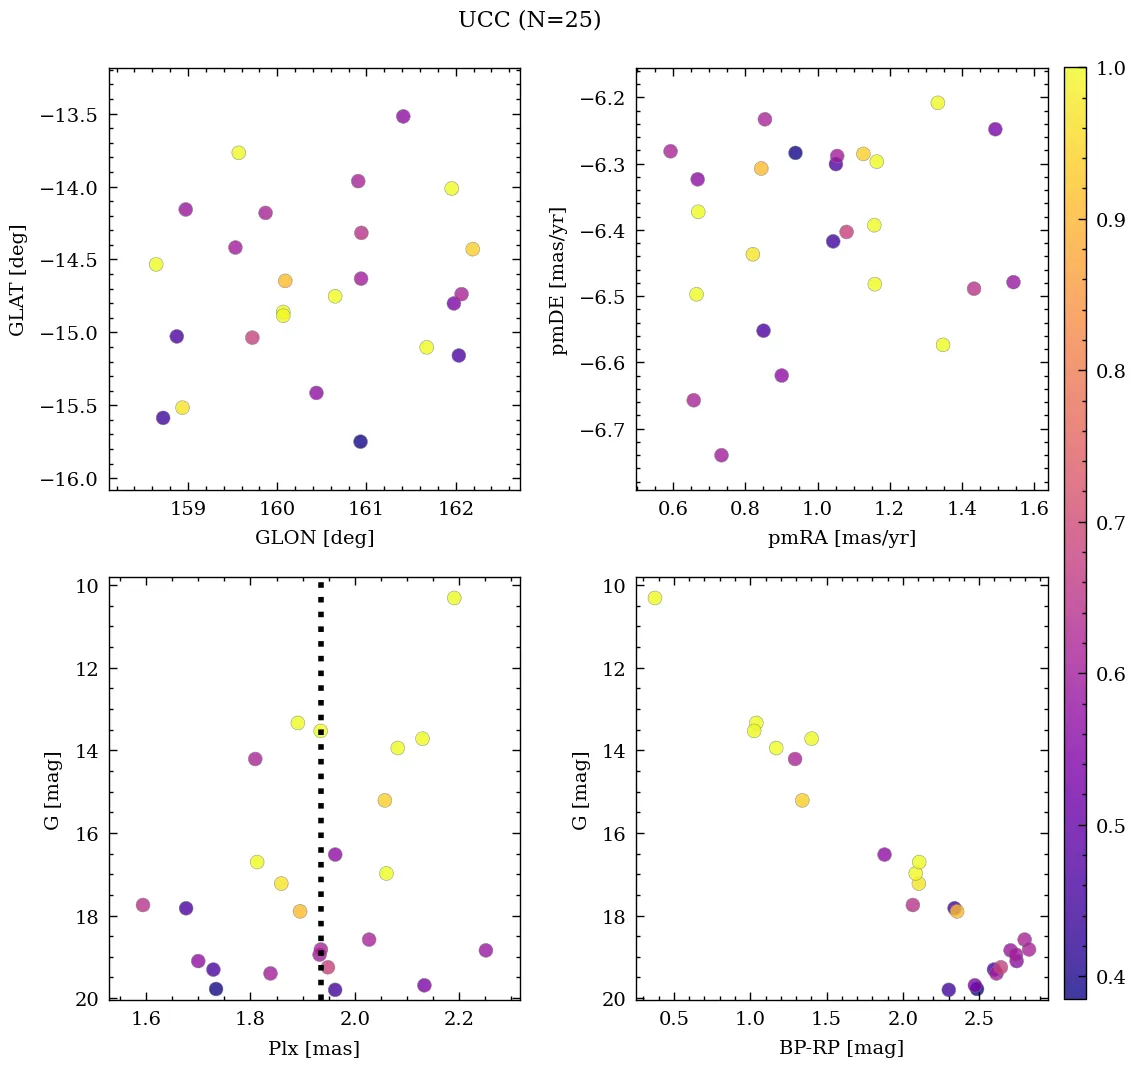 UCC (N=25)
−13.5
−14.0
−14.5
−15.0
−15.5
−16.0
GLAT [deg]
159 160 161 162
GLON [deg]
−6.2
−6.3
−6.4
−6.5
−6.6
−6.7
pmDE [mas/yr]
0.6 0.8 1.0 1.2 1.4 1.6
pmRA [mas/yr]
1.0
0.9
0.8
0.7
0.6
0.5
0.4
10
12
14
16
18
20
G [mag]
1.6 1.8 2.0 2.2
Plx [mas]
10
12
14
16
18
20
G [mag]
0.5 1.0 1.5 2.0 2.5
BP-RP [mag]